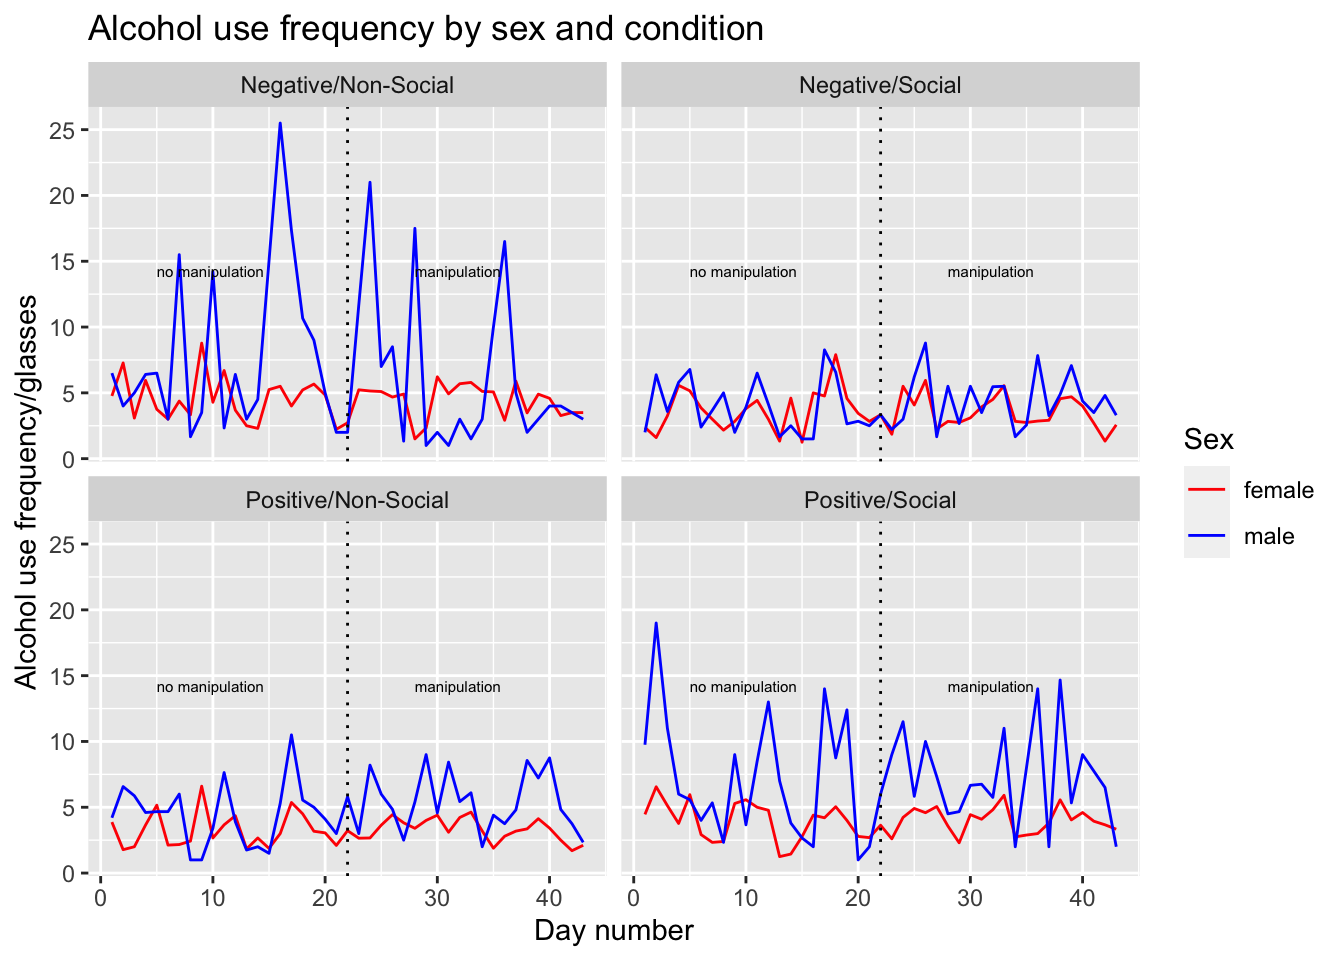 Alcohol use frequency by sex and condition
Negative/Non-Social
Negative/Social
25
20
15
10
5
0
no manipulation
manipulation
no manipulation
manipulation
Positive/Non-Social
Positive/Social
25
20
15
10
5
0
no manipulation
manipulation
no manipulation
manipulation
0 10 20 30 40
0 10 20 30 40
Day number
Alcohol use frequency/glasses
Sex
female
male